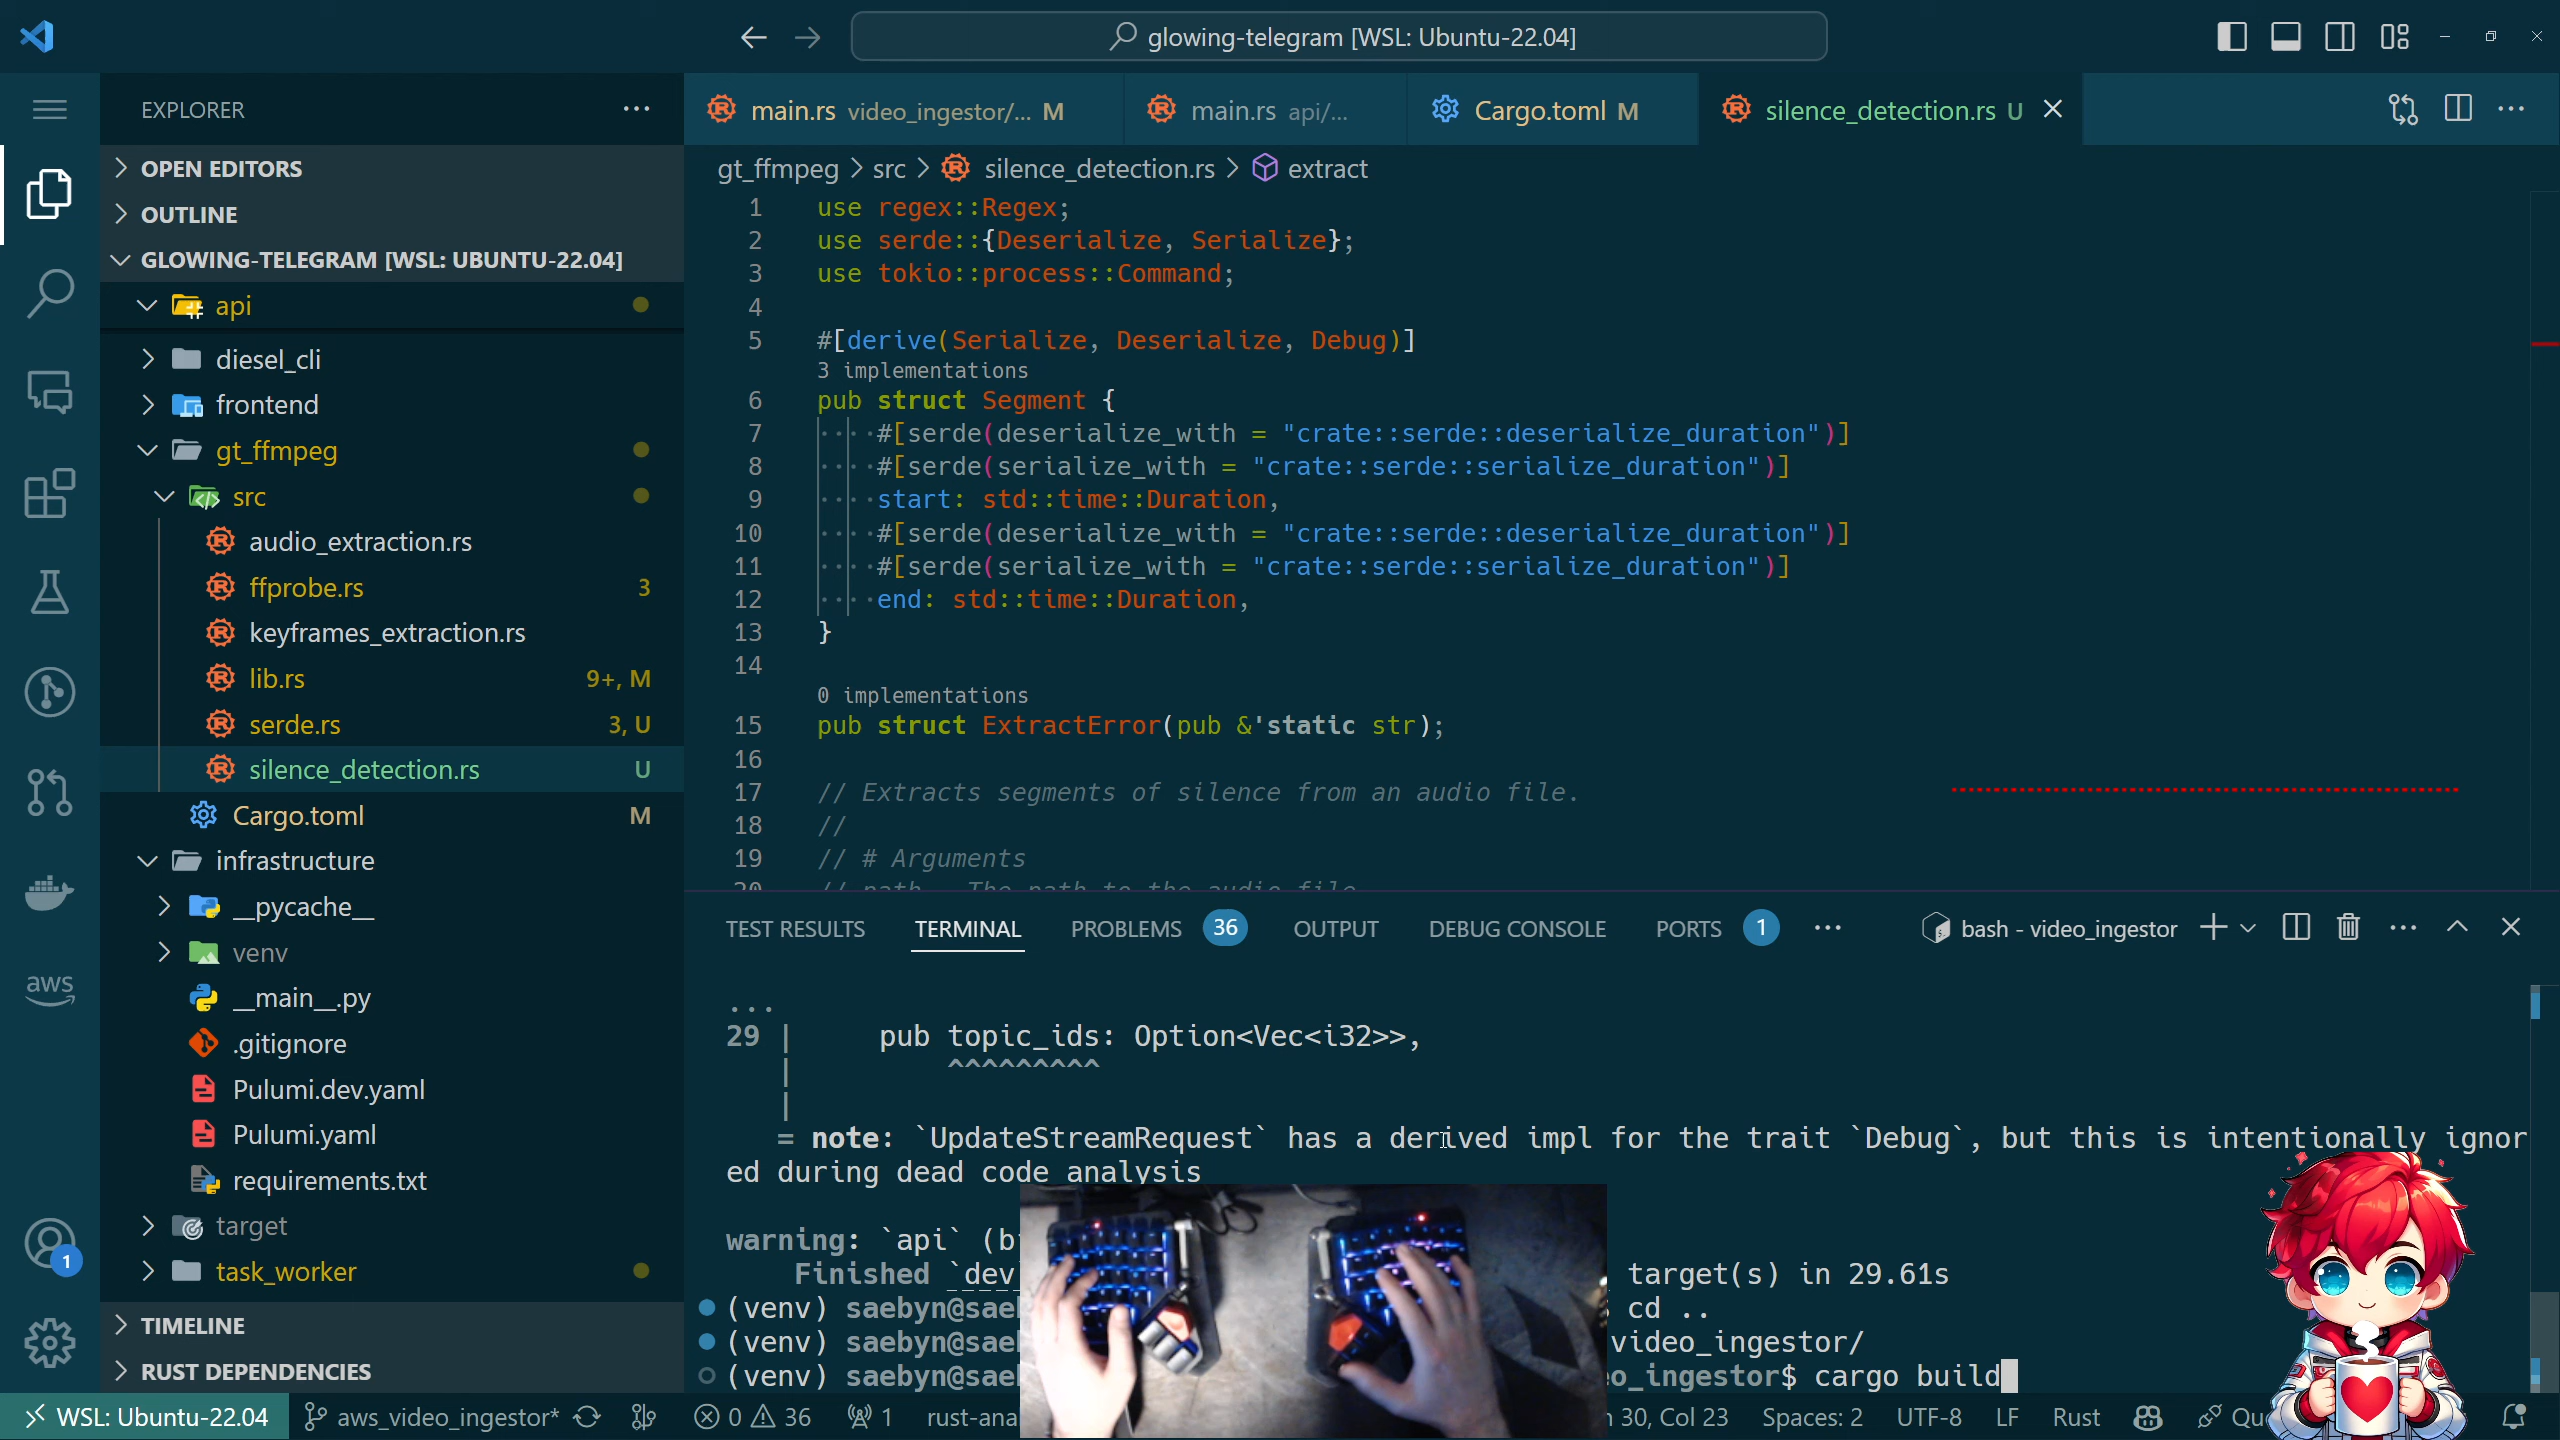 glowing-telegram [WSL: Ubuntu-22.04]
EXPLORER
OPEN EDITORS
OUTLINE
GLOWING-TELEGRAM [WSL: UBUNTU-22.04]
api
diesel_cli
frontend
gt_ffmpeg
src
audio_extraction.rs
ffprobe.rs 3
keyframes_extraction.rs
lib.rs 9+, M
serde.rs 3, U
silence_detection.rs U
Cargo.toml M
infrastructure
__pycache__
venv
__main__.py
.gitignore
Pulumi.dev.yaml
Pulumi.yaml
requirements.txt
target
task_worker
TIMELINE
RUST DEPENDENCIES
aws
1
main.rs video_ingestor/... M
main.rs api/...
Cargo.toml M
silence_detection.rs U
gt_ffmpeg > src > silence_detection.rs > extract
1 use regex::Regex;
2 use serde::{Deserialize, Serialize};
3 use tokio::process::Command;
4
5 #[derive(Serialize, Deserialize, Debug)]
3 implementations
6 pub struct Segment {
7 ····#[serde(deserialize_with = "crate::serde::deserialize_duration")]
8 ····#[serde(serialize_with = "crate::serde::serialize_duration")]
9 ····start: std::time::Duration,
10 ····#[serde(deserialize_with = "crate::serde::deserialize_duration")]
11 ····#[serde(serialize_with = "crate::serde::serialize_duration")]
12 ····end: std::time::Duration,
13 }
14
0 implementations
15 pub struct ExtractError(pub &'static str);
16
17 // Extracts segments of silence from an audio file.
18 //
19 // # Arguments
20 // path - The path to the audio file
TEST RESULTS TERMINAL PROBLEMS 36 OUTPUT DEBUG CONSOLE PORTS 1 ··· bash - video_ingestor
...
29 | pub topic_ids: Option<Vec<i32>>,
| ^^^^^^^^^
|
= note: `UpdateStreamRequest` has a derived impl for the trait `Debug`, but this is intentionally ignor
ed during dead code analysis
warning: `api` (b
Finished `dev target(s) in 29.61s
(venv) saebyn@sae cd ..
(venv) saebyn@sae video_ingestor/
(venv) saebyn@sae o_ingestor$ cargo build
WSL: Ubuntu-22.04 aws_video_ingestor* 0 36 1 rust-ana 30, Col 23 Spaces: 2 UTF-8 LF Rust Qu